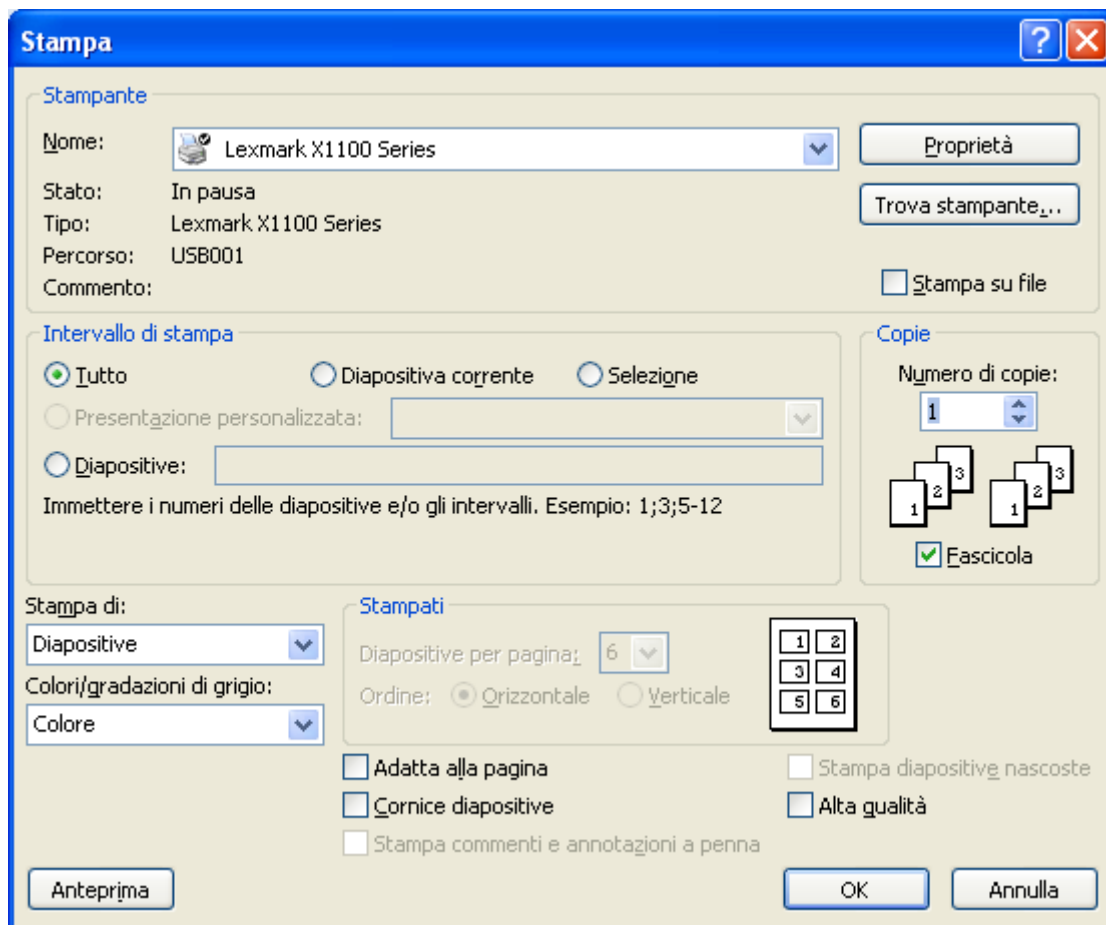 Stampa
Stampante
Nome: Lexmark X1100 Series Proprietà
Stato: In pausa
Trova stampante...
Tipo: Lexmark X1100 Series
Percorso: USB001
Commento: Stampa su file
Intervallo di stampa
Tutto Diapositiva corrente Selezione
Presentazione personalizzata:
Diapositive:
Immettere i numeri delle diapositive e/o gli intervalli. Esempio: 1;3;5-12
Copie
Numero di copie:
1
1 2 3 1 2 3
Fascicola
Stampa di:
Diapositive
Colori/gradazioni di grigio:
Colore
Stampati
Diapositive per pagina: 6
Ordine: Orizzontale Verticale
1 2
3 4
5 6
Adatta alla pagina Stampa diapositive nascoste
Cornice diapositive Alta qualità
Stampa commenti e annotazioni a penna
Anteprima OK Annulla